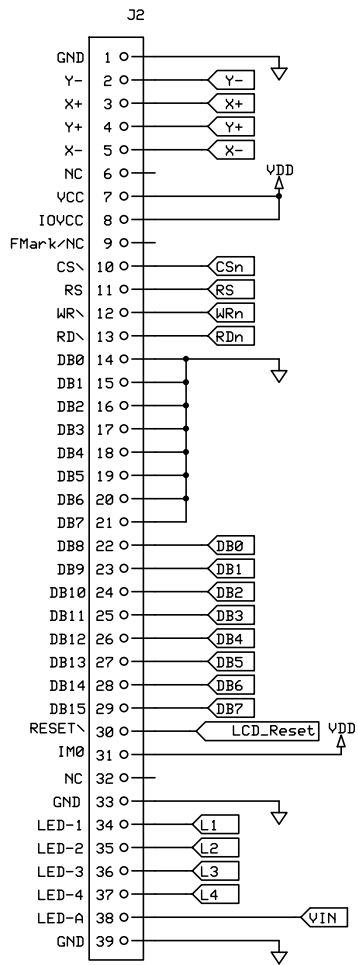 J2
GND 1
Y- 2 Y-
X+ 3 X+
Y+ 4 Y+
X- 5 X-
NC 6
VDD
VCC 7
IOVCC 8
FMark/NC 9
CS\ 10 CSn
RS 11 RS
WR\ 12 WRn
RD\ 13 RDn
DB0 14
DB1 15
DB2 16
DB3 17
DB4 18
DB5 19
DB6 20
DB7 21
DB8 22 DB0
DB9 23 DB1
DB10 24 DB2
DB11 25 DB3
DB12 26 DB4
DB13 27 DB5
DB14 28 DB6
DB15 29 DB7
RESET\ 30 LCD_Reset VDD
IM0 31
NC 32
GND 33
LED-1 34 L1
LED-2 35 L2
LED-3 36 L3
LED-4 37 L4
LED-A 38 VIN
GND 39